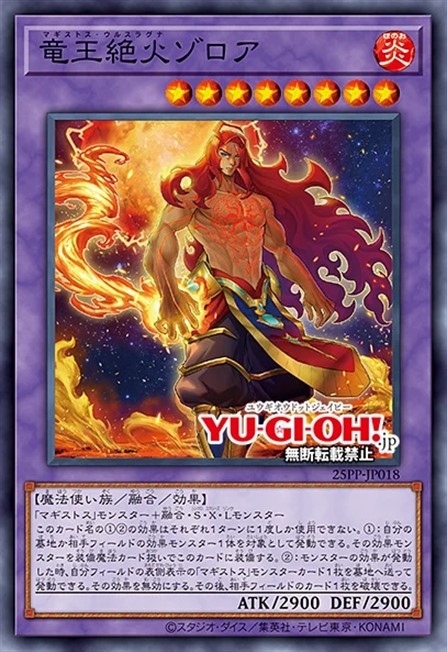 マギストス・ウルスラグナ
竜王絶火ゾロア
ほのお
炎
ユウギオウドットジェイピー
YU-GI-OH!.jp
無断転載禁止
25PP-JP018
【魔法使い族/融合/効果】
「マギストス」モンスター+融合・S・X・Lモンスター
このカード名の①②の効果はそれぞれ1ターンに1度しか使用できない。①:自分の
墓地か相手フィールドの効果モンスター1体を対象として発動できる。その効果モン
スターを装備魔法カード扱いでこのカードに装備する。②:モンスターの効果が発動
した時、自分フィールドの表側表示の「マギストス」モンスターカード1枚を墓地へ送って
発動できる。その効果を無効にする。その後、相手フィールドのカード1枚を破壊できる。
ATK/2900 DEF/2900
©スタジオ・ダイス/集英社・テレビ東京・KONAMI